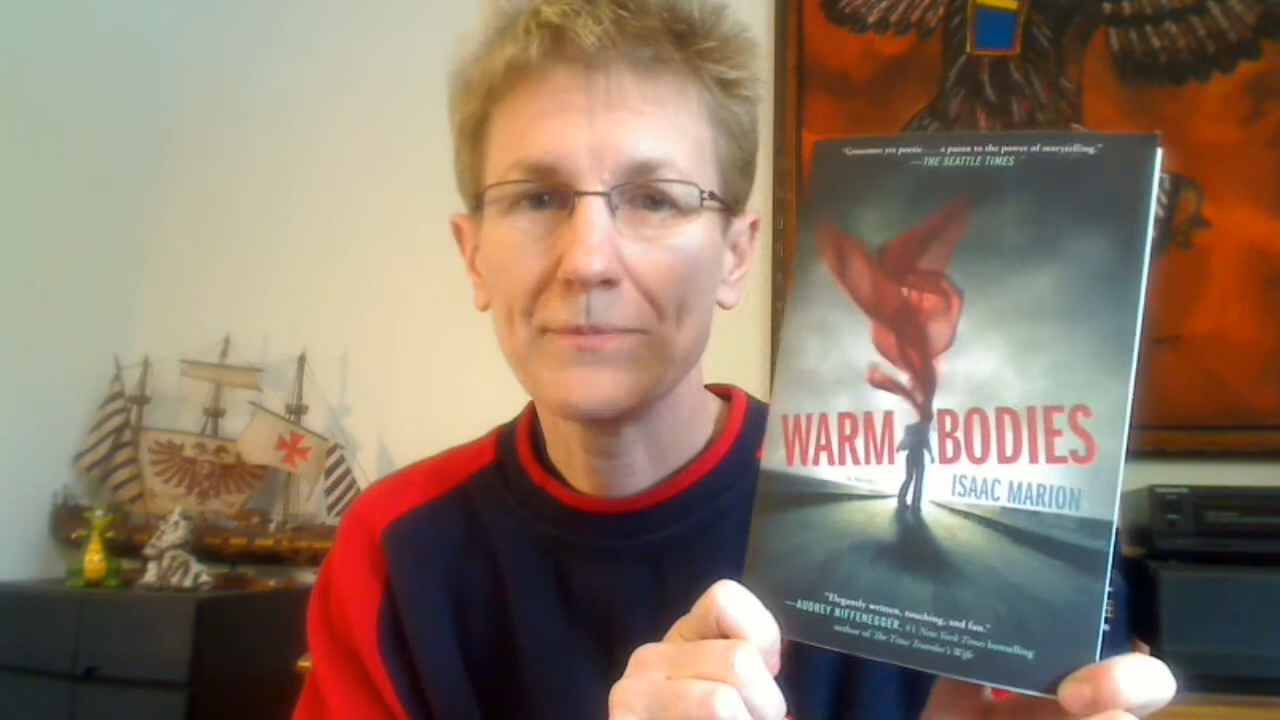 "Gruesome yet poetic . . . a paean to the power of storytelling."
—THE SEATTLE TIMES
WARM BODIES
A NOVEL
ISAAC MARION
"Elegantly written, touching, and fun."
—AUDREY NIFFENEGGER, #1 New York Times bestselling
author of The Time Traveler's Wife